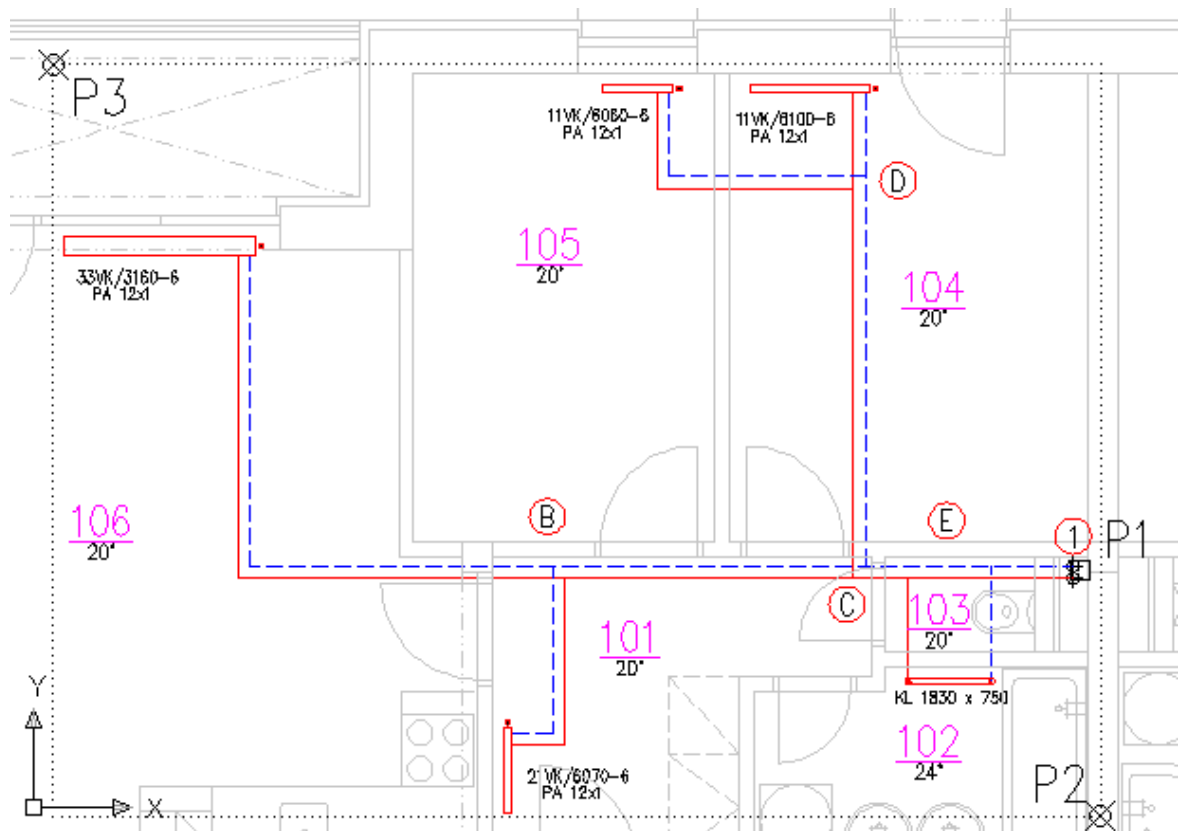 P3
11VK/6060-6
PA 12x1
11VK/6100-6
PA 12x1
D
105
20°
33VK/3160-6
PA 12x1
104
20°
106
20°
B
E
1
P1
C
103
20°
101
20°
KL 1830 x 750
Y
102
24°
21VK/6070-6
PA 12x1
P2
X